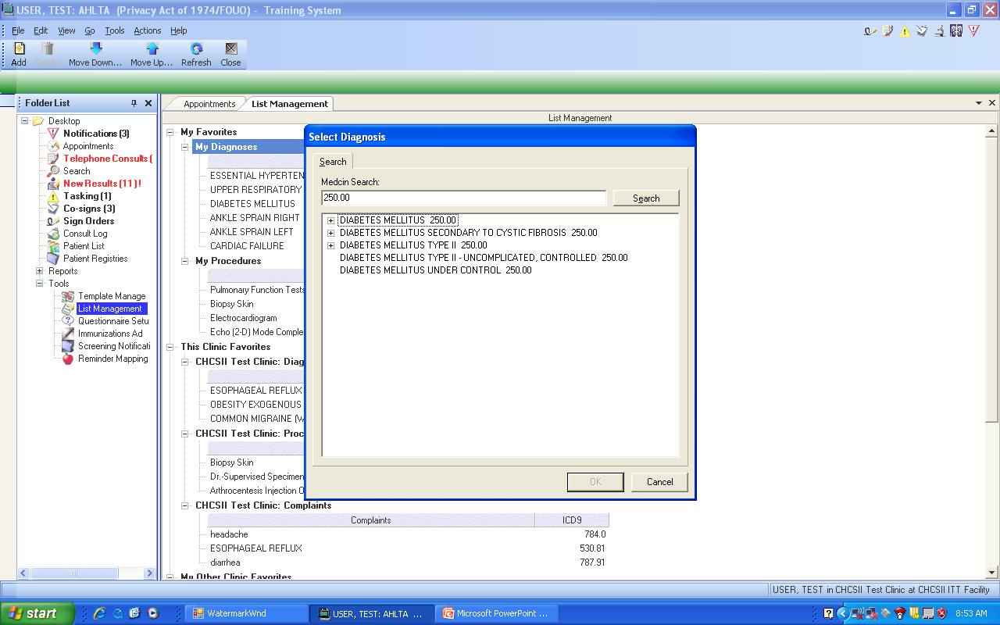 USER, TEST: AHLTA (Privacy Act of 1974/FOUO) - Training System
File Edit View Go Tools Actions Help
Add Delete Move Down... Move Up... Refresh Close
Folder List
Desktop
Notifications (3)
Appointments
Telephone Consults (
Search
New Results (11)!
Tasking (1)
Co-signs (3)
Sign Orders
Consult Log
Patient List
Patient Registries
Reports
Tools
Template Manage
List Management
Questionnaire Setu
Immunizations Ad
Screening Notificati
Reminder Mapping
Appointments List Management
List Management
My Favorites
My Diagnoses
ESSENTIAL HYPERTEN
UPPER RESPIRATORY
DIABETES MELLITUS
ANKLE SPRAIN RIGHT
ANKLE SPRAIN LEFT
CARDIAC FAILURE
My Procedures
Pulmonary Function Tests
Biopsy Skin
Electrocardiogram
Echo (2-D) Mode Comple
This Clinic Favorites
CHCSII Test Clinic: Diag
ESOPHAGEAL REFLUX
OBESITY EXOGENOUS
COMMON MIGRAINE (W
CHCSII Test Clinic: Proc
Biopsy Skin
Dr.-Supervised Specimen
Arthrocentesis Injection O
CHCSII Test Clinic: Complaints
Complaints ICD9
headache 784.0
ESOPHAGEAL REFLUX 530.81
diarrhea 787.91
My Other Clinic Favorites
Select Diagnosis
Search
Medcin Search:
250.00 Search
DIABETES MELLITUS 250.00
DIABETES MELLITUS SECONDARY TO CYSTIC FIBROSIS 250.00
DIABETES MELLITUS TYPE II 250.00
DIABETES MELLITUS TYPE II - UNCOMPLICATED, CONTROLLED 250.00
DIABETES MELLITUS UNDER CONTROL 250.00
OK Cancel
USER, TEST in CHCSII Test Clinic at CHCSII ITT Facility
start WatermarkWnd USER, TEST: AHLTA ... Microsoft PowerPoint ... 8:53 AM